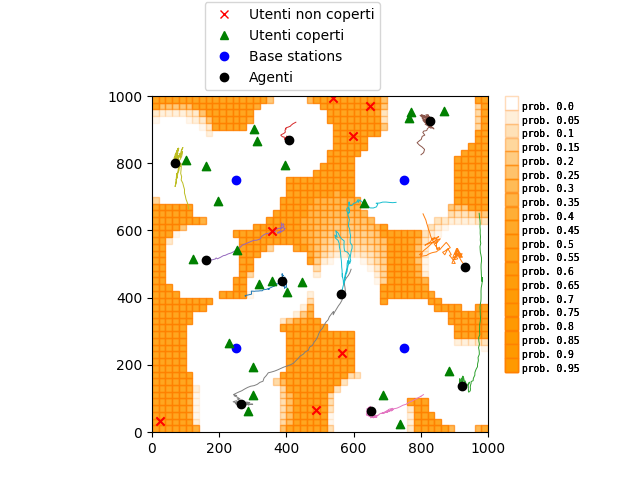 Utenti non coperti
Utenti coperti
Base stations
Agenti
1000
800
600
400
200
0
0 200 400 600 800 1000
prob. 0.0
prob. 0.05
prob. 0.1
prob. 0.15
prob. 0.2
prob. 0.25
prob. 0.3
prob. 0.35
prob. 0.4
prob. 0.45
prob. 0.5
prob. 0.55
prob. 0.6
prob. 0.65
prob. 0.7
prob. 0.75
prob. 0.8
prob. 0.85
prob. 0.9
prob. 0.95